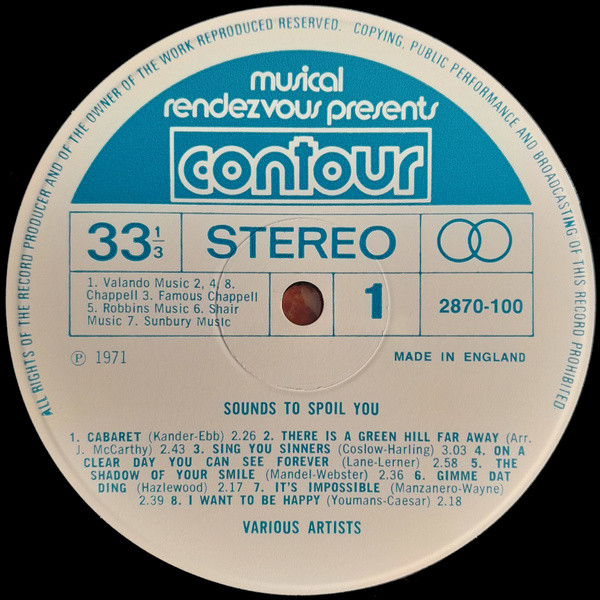 ALL RIGHTS OF THE RECORD PRODUCER AND OF THE OWNER OF THE WORK REPRODUCED RESERVED. COPYING, PUBLIC PERFORMANCE AND BROADCASTING OF THIS RECORD PROHIBITED
musical
rendezvous presents
contour
33 1/3 STEREO
1. Valando Music 2, 4, 8.
Chappell 3. Famous Chappell
5. Robbins Music 6. Shair
Music 7. Sunbury Music
1
2870-100
℗ 1971
MADE IN ENGLAND
SOUNDS TO SPOIL YOU
1. CABARET (Kander-Ebb) 2.26 2. THERE IS A GREEN HILL FAR AWAY (Arr.
J. McCarthy) 2.43 3. SING YOU SINNERS (Coslow-Harling) 3.03 4. ON A
CLEAR DAY YOU CAN SEE FOREVER (Lane-Lerner) 2.58 5. THE
SHADOW OF YOUR SMILE (Mandel-Webster) 2.36 6. GIMME DAT
DING (Hazlewood) 2.17 7. IT'S IMPOSSIBLE (Manzanero-Wayne)
2.39 8. I WANT TO BE HAPPY (Youmans-Caesar) 2.18
VARIOUS ARTISTS